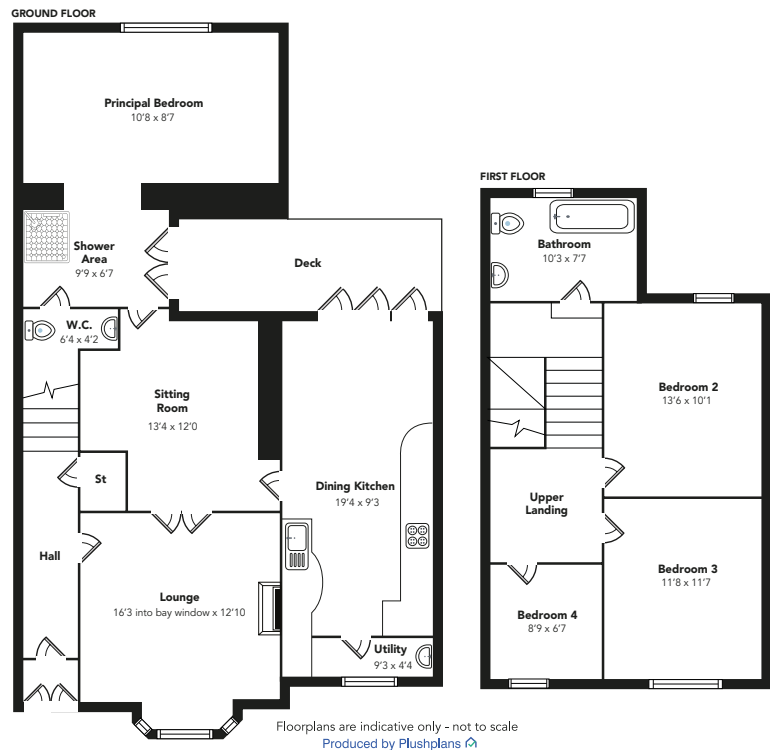 GROUND FLOOR
Principal Bedroom
10'8 x 8'7
Shower
Area
9'9 x 6'7
Deck
W.C.
6'4 x 4'2
Sitting
Room
13'4 x 12'0
St
Dining Kitchen
19'4 x 9'3
Hall
Lounge
16'3 into bay window x 12'10
Utility
9'3 x 4'4
FIRST FLOOR
Bathroom
10'3 x 7'7
Bedroom 2
13'6 x 10'1
Upper
Landing
Bedroom 3
11'8 x 11'7
Bedroom 4
8'9 x 6'7
Floorplans are indicative only - not to scale
Produced by Plushplans